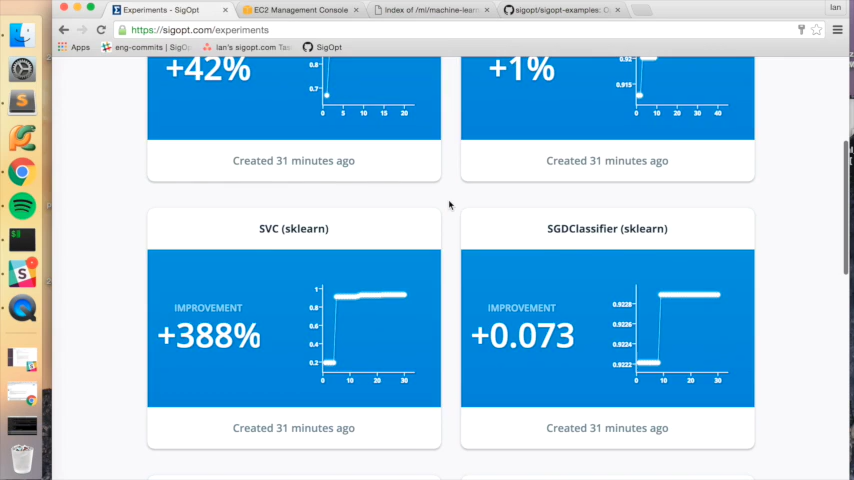 Experiments - SigOpt
EC2 Management Console
Index of /ml/machine-learn
sigopt/sigopt-examples:
Ian
https://sigopt.com/experiments
Apps
eng-commits | SigO
Ian's sigopt.com Tas
SigOpt
+42%
0.8
0.7
0 5 10 15 20
+1%
0.92
0.915
0 10 20 30 40
Created 31 minutes ago
Created 31 minutes ago
SVC (sklearn)
SGDClassifier (sklearn)
IMPROVEMENT
+388%
1
0.8
0.6
0.4
0.2
0 10 20 30
IMPROVEMENT
+0.073
0.9228
0.9226
0.9224
0.9222
0 10 20 30
Created 31 minutes ago
Created 31 minutes ago